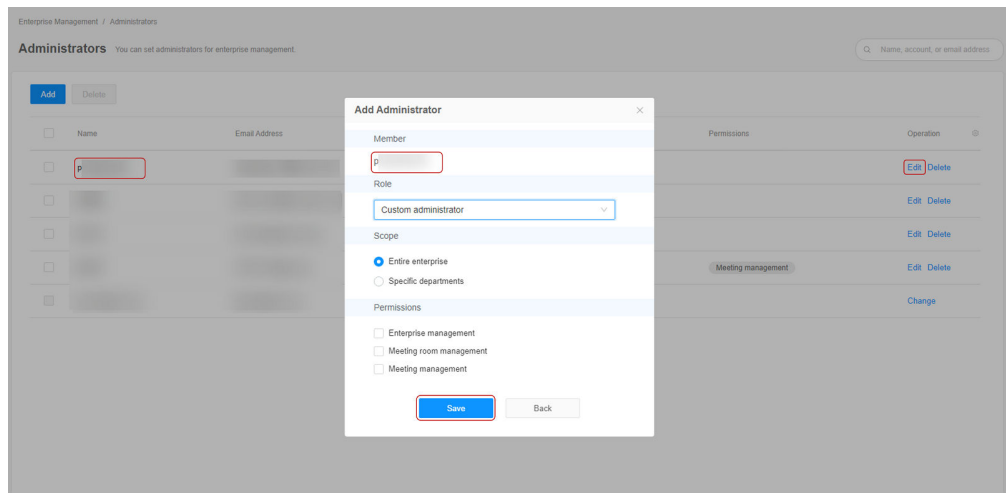 Enterprise Management / Administrators
Administrators You can set administrators for enterprise management.
Name, account, or email address
Add Delete
Name Email Address Permissions Operation
p
Edit Delete
Edit Delete
Edit Delete
Meeting management Edit Delete
Change
Add Administrator
Member
p
Role
Custom administrator
Scope
Entire enterprise
Specific departments
Permissions
Enterprise management
Meeting room management
Meeting management
Save Back